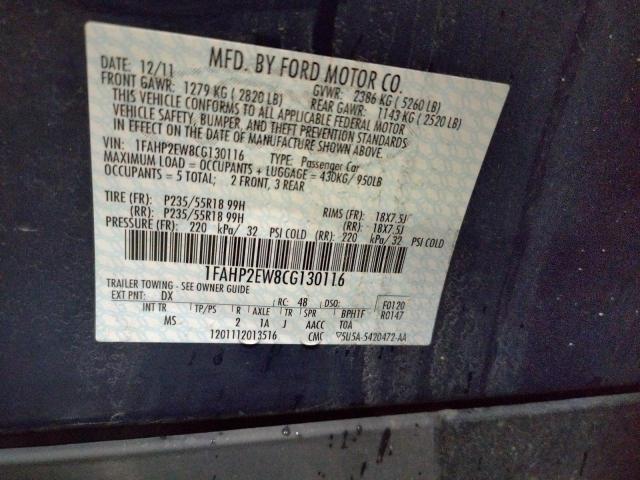 MFD. BY FORD MOTOR CO.
DATE: 12/11 GVWR: 2386 KG ( 5260 LB)
FRONT GAWR: 1279 KG ( 2820 LB) REAR GAWR: 1143 KG ( 2520 LB)
THIS VEHICLE CONFORMS TO ALL APPLICABLE FEDERAL MOTOR
VEHICLE SAFETY, BUMPER, AND THEFT PREVENTION STANDARDS
IN EFFECT ON THE DATE OF MANUFACTURE SHOWN ABOVE.
VIN: 1FAHP2EW8CG130116 TYPE: Passenger Car
MAXIMUM LOAD = OCCUPANTS + LUGGAGE = 430KG/ 950LB
OCCUPANTS = 5 TOTAL; 2 FRONT, 3 REAR
TIRE (FR): P235/55R18 99H RIMS (FR): 18X7.5J
(RR): P235/55R18 99H (RR): 18X7.5J
PRESSURE (FR): 220 kPa/ 32 PSI COLD (RR): 220 kPa/ 32 PSI COLD
1FAHP2EW8CG130116
TRAILER TOWING - SEE OWNER GUIDE
EXT PNT: DX RC: 48 DSO: F0120
INT TR TP/PS R AXLE TR SPR BPH1F R0147
MS 2 1A J AACC TOA
1201112013516 CMC ▽5U5A-5420472-AA